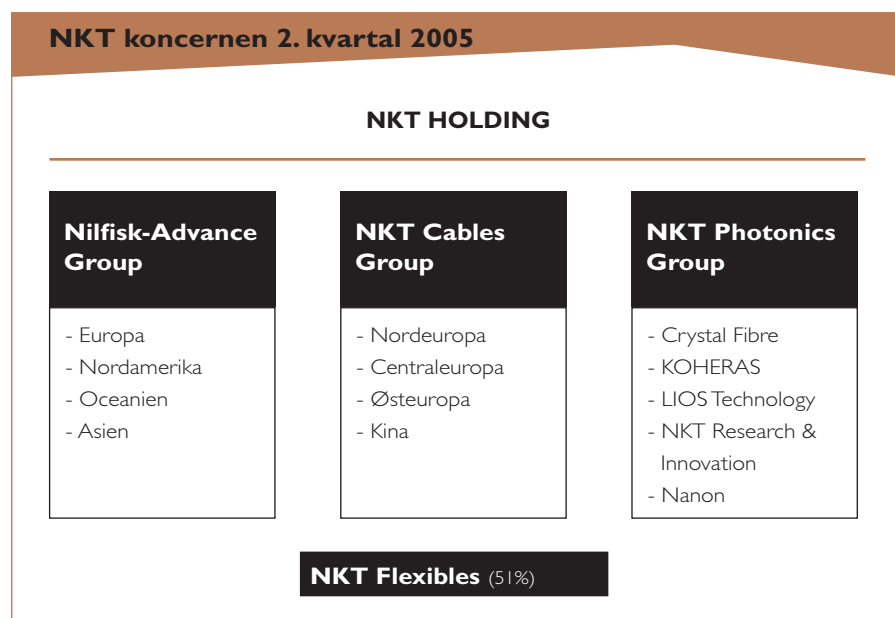 NKT koncernen 2. kvartal 2005
NKT HOLDING
Nilfisk-Advance
Group
- Europa
- Nordamerika
- Oceanien
- Asien
NKT Cables
Group
- Nordeuropa
- Centraleuropa
- Østeuropa
- Kina
NKT Photonics
Group
- Crystal Fibre
- KOHERAS
- LIOS Technology
- NKT Research &
Innovation
- Nanon
NKT Flexibles (51%)